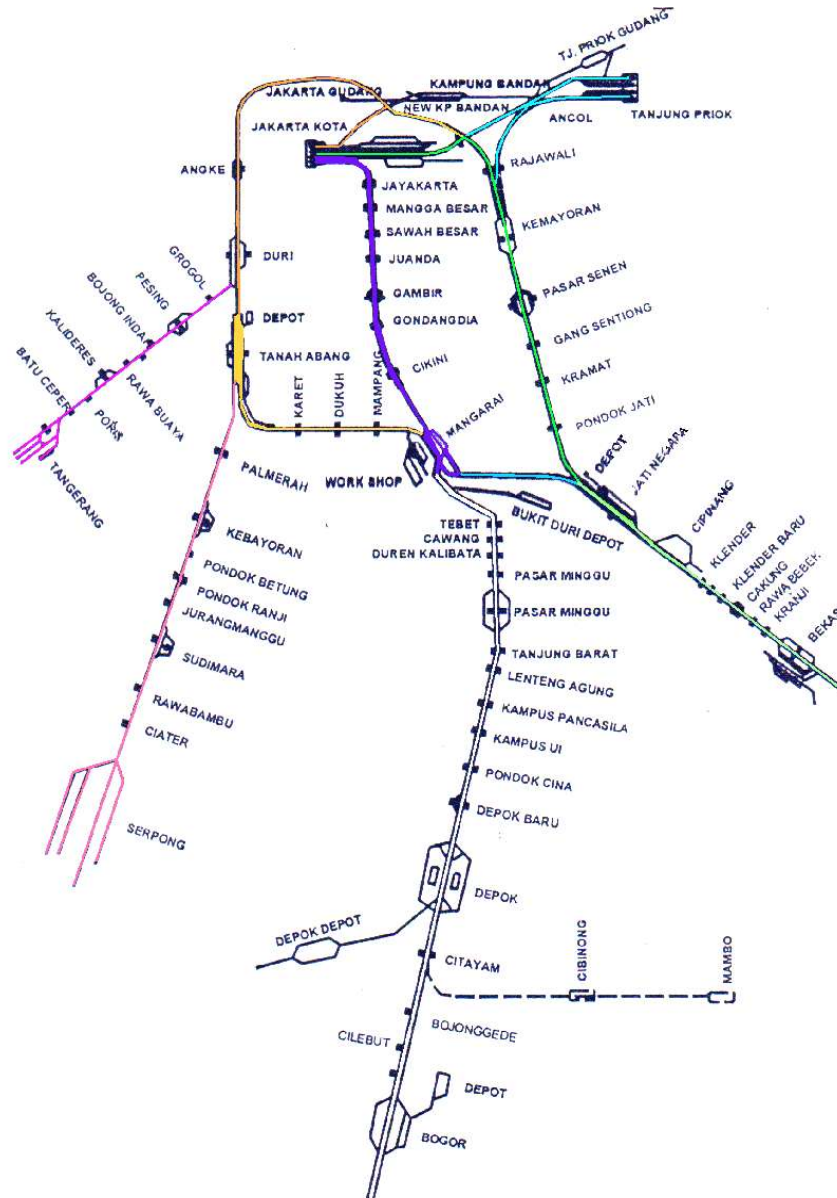 TJ. PRIOK GUDANG
JAKARTA GUDANG
KAMPUNG BANDAN
NEW KP BANDAN
ANCOL
TANJUNG PRIOK
JAKARTA KOTA
ANGKE
RAJAWALI
JAYAKARTA
MANGGA BESAR
KEMAYORAN
SAWAH BESAR
DURI
JUANDA
GROGOL
PESING
BOJONG INDA
KALIDERES
BATU CEPER
PORIS
RAWA BUAYA
TANGERANG
GAMBIR
PASAR SENEN
DEPOT
GONDANGDIA
GANG SENTIONG
TANAH ABANG
CIKINI
KRAMAT
KARET
DUKUH
MAMPANG
MANGARAI
PONDOK JATI
WORK SHOP
DEPOT
JATI NEGARA
CIPINANG
KLENDER
KLENDER BARU
CAKUNG
RAWA BEBEK
KRANJI
BEKAS
PALMERAH
BUKIT DURI DEPOT
TEBET
CAWANG
DUREN KALIBATA
KEBAYORAN
PONDOK BETUNG
PASAR MINGGU
PONDOK RANJI
PASAR MINGGU
JURANGMANGGU
SUDIMARA
TANJUNG BARAT
LENTENG AGUNG
RAWABAMBU
KAMPUS PANCASILA
CIATER
KAMPUS UI
PONDOK CINA
DEPOK BARU
SERPONG
DEPOK
DEPOK DEPOT
CITAYAM
CIBINONG
MAMBO
BOJONGGEDE
CILEBUT
DEPOT
BOGOR